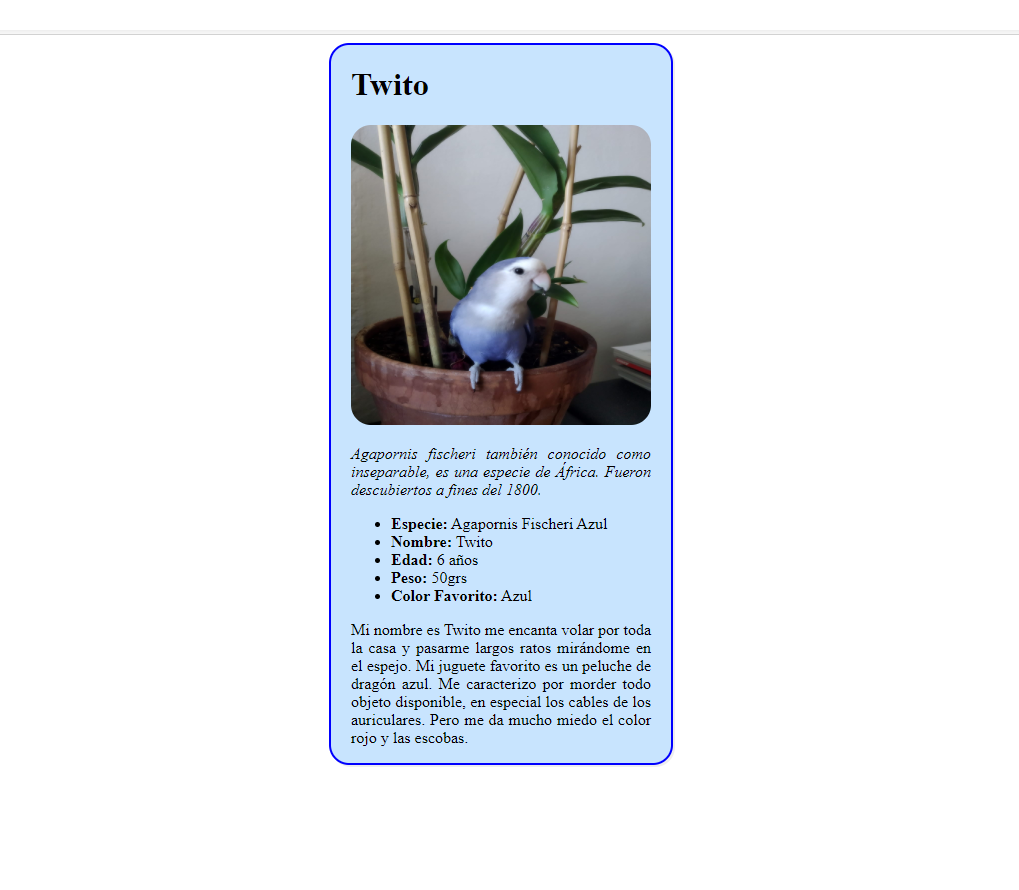 Twito
Agapornis fischeri también conocido como
inseparable, es una especie de África. Fueron
descubiertos a fines del 1800.
Especie: Agapornis Fischeri Azul
Nombre: Twito
Edad: 6 años
Peso: 50grs
Color Favorito: Azul
Mi nombre es Twito me encanta volar por toda
la casa y pasarme largos ratos mirándome en
el espejo. Mi juguete favorito es un peluche de
dragón azul. Me caracterizo por morder todo
objeto disponible, en especial los cables de los
auriculares. Pero me da mucho miedo el color
rojo y las escobas.